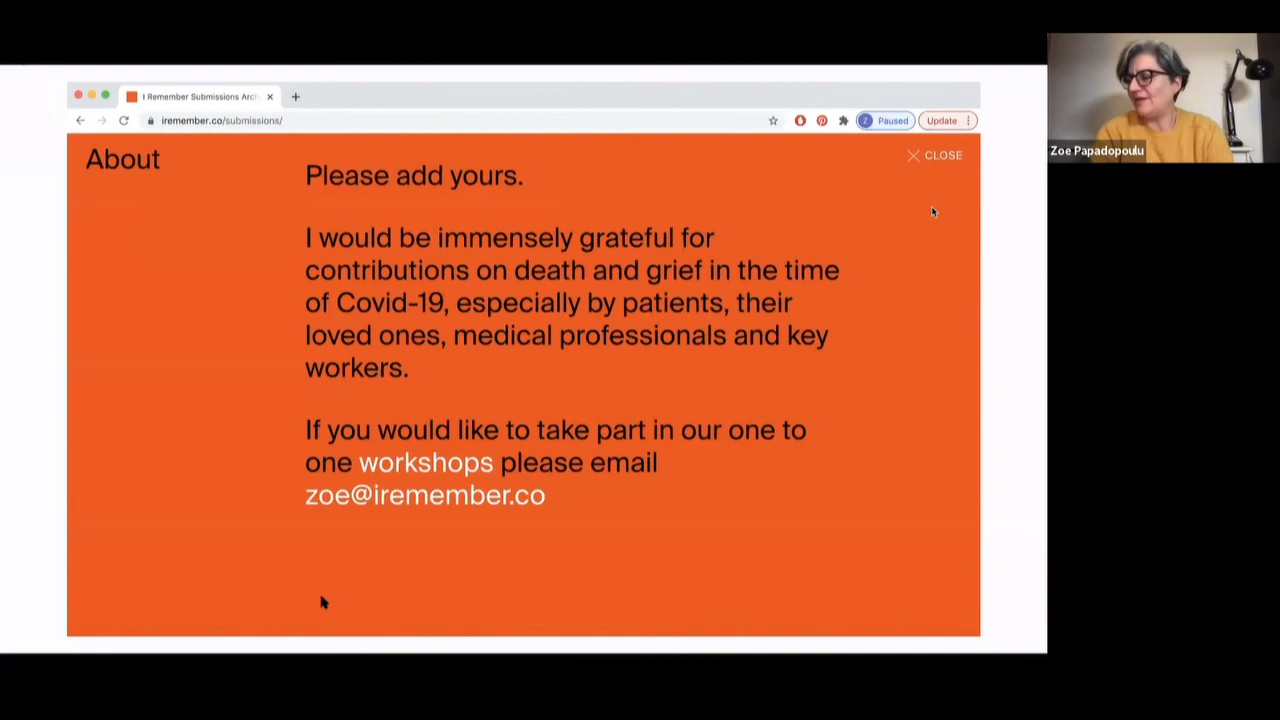 I Remember Submissions Arc
iremember.co/submissions/
Z Paused
Update
About
CLOSE
Please add yours.
I would be immensely grateful for
contributions on death and grief in the time
of Covid-19, especially by patients, their
loved ones, medical professionals and key
workers.
If you would like to take part in our one to
one workshops please email
zoe@iremember.co
Zoe Papadopoulu